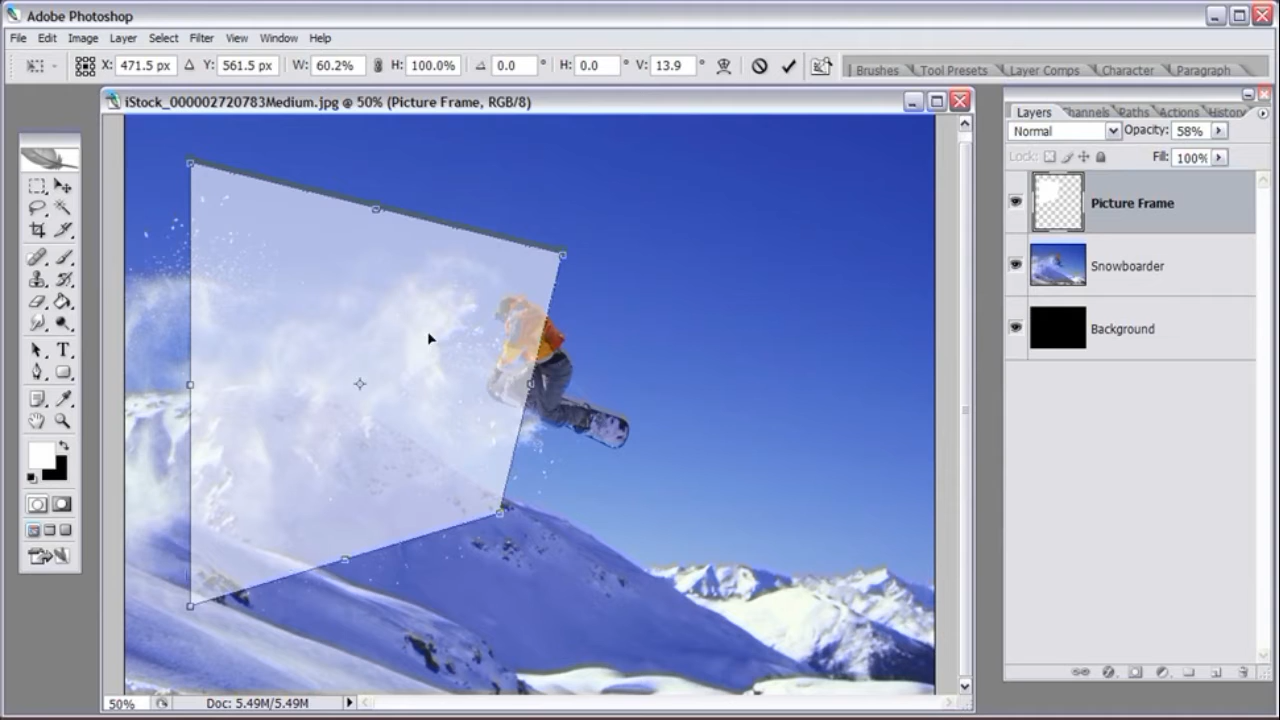 Adobe Photoshop
File Edit Image Layer Select Filter View Window Help
X: 471.5 px Y: 561.5 px W: 60.2% H: 100.0% 0.0 ° H: 0.0 ° V: 13.9 °
Brushes Tool Presets Layer Comps Character Paragraph
iStock_000002720783Medium.jpg @ 50% (Picture Frame, RGB/8)
Layers Channels Paths Actions History
Normal Opacity: 58%
Lock: Fill: 100%
Picture Frame
Snowboarder
Background
T
50% Doc: 5.49M/5.49M